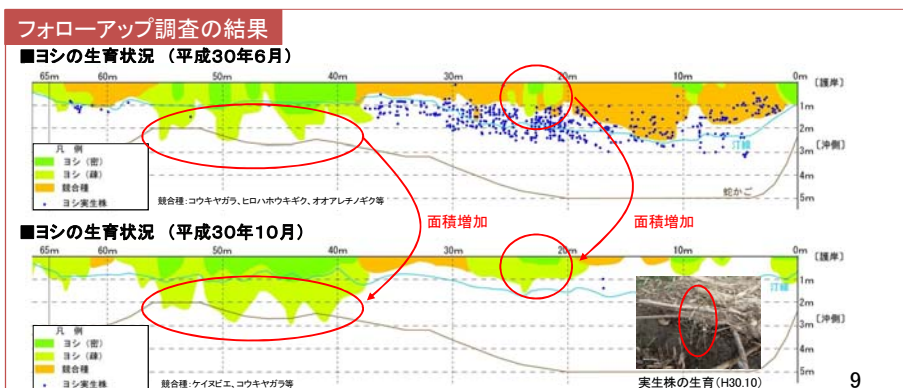 フォローアップ調査の結果
■ヨシの生育状況 （平成30年6月）
65m 60m 50m 40m 30m 20m 10m 0m
〔護岸〕
1m
2m
汀線
3m 〔沖側〕
蛇かご
5m
凡 例
ヨシ（密）
ヨシ（疎）
競合種
ヨシ実生株
競合種：コウキヤガラ、ヒロハホウキギク、オオアレチノギク等
面積増加
面積増加
■ヨシの生育状況 （平成30年10月）
65m 60m 50m 40m 30m 20m 10m 0m
〔護岸〕
1m
汀線
2m
3m 〔沖側〕
4m
5m
凡 例
ヨシ（密）
ヨシ（疎）
競合種
ヨシ実生株
競合種：ケイヌビエ、コウキヤガラ等
実生株の生育（H30.10）
9